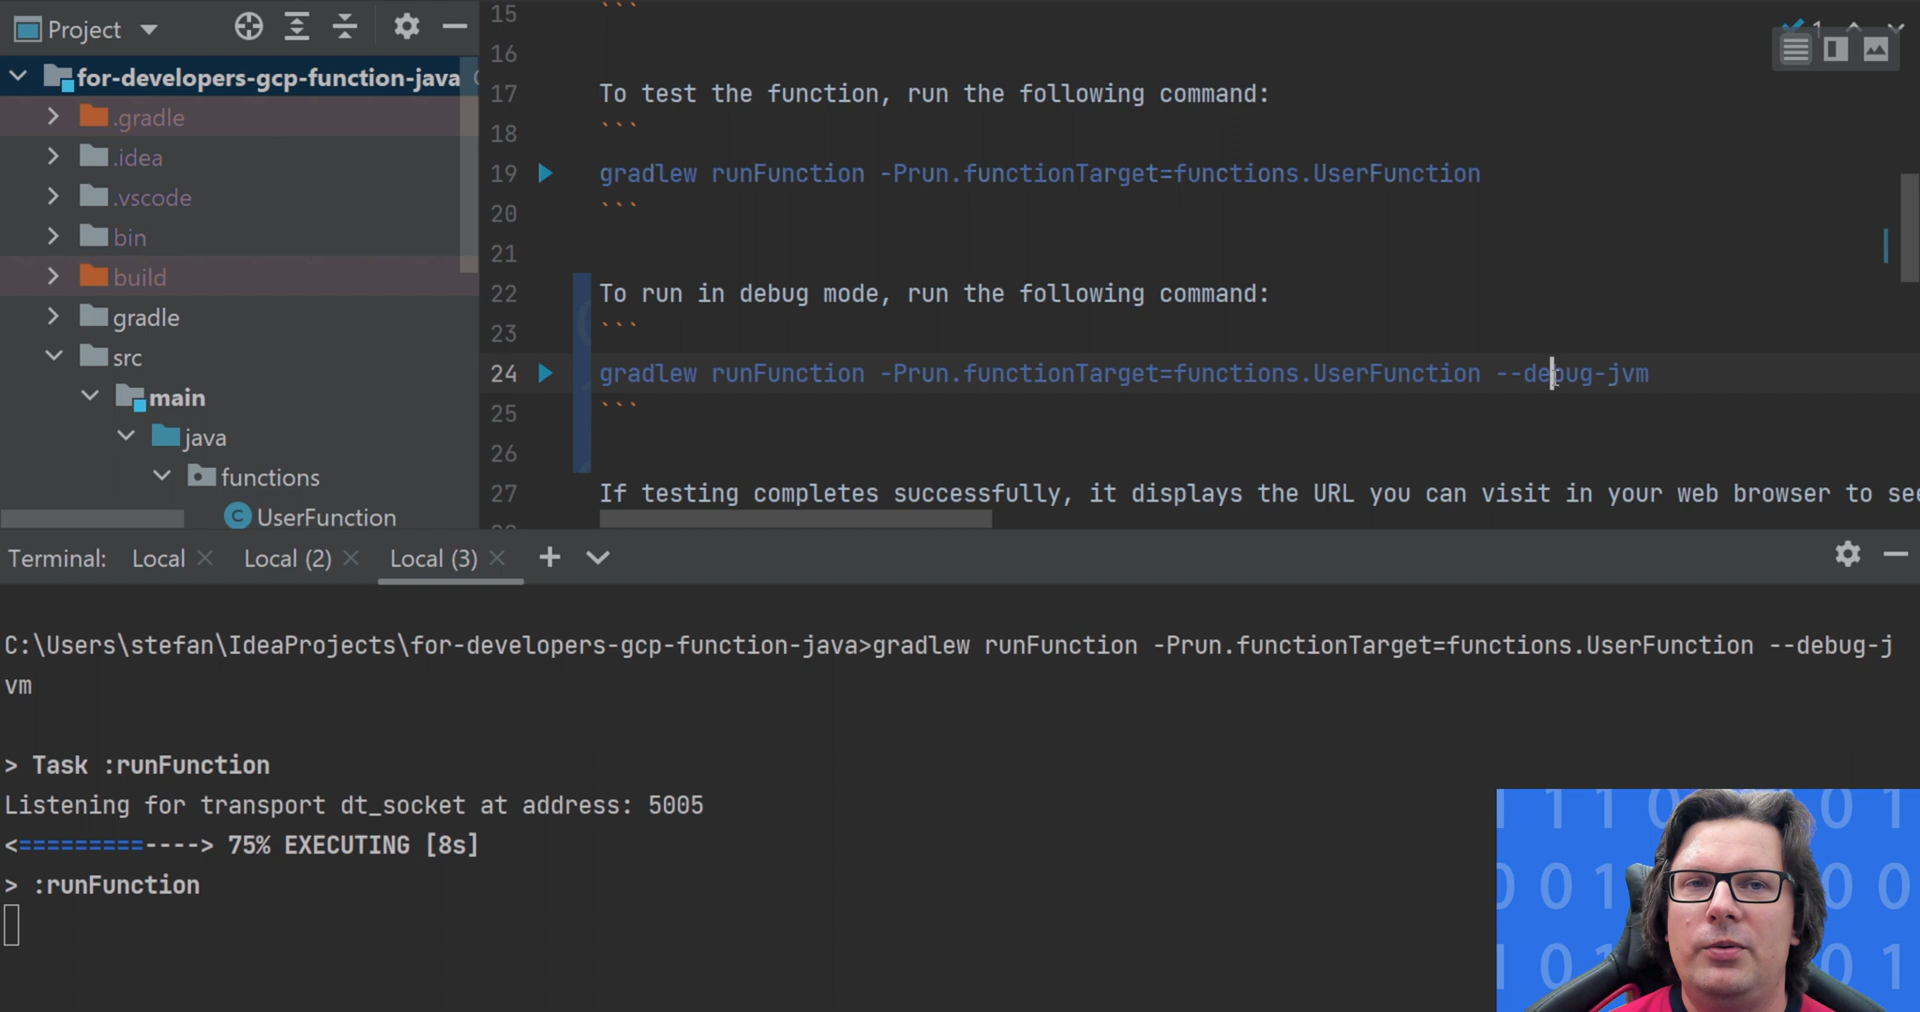 Project
for-developers-gcp-function-java
.gradle
.idea
.vscode
bin
build
gradle
src
main
java
functions
UserFunction
15 ```
16
17 To test the function, run the following command:
18 ```
19 gradlew runFunction -Prun.functionTarget=functions.UserFunction
20 ```
21
22 To run in debug mode, run the following command:
23 ```
24 gradlew runFunction -Prun.functionTarget=functions.UserFunction --debug-jvm
25 ```
26
27 If testing completes successfully, it displays the URL you can visit in your web browser to see
1
Terminal: Local Local (2) Local (3)
C:\Users\stefan\IdeaProjects\for-developers-gcp-function-java>gradlew runFunction -Prun.functionTarget=functions.UserFunction --debug-j
vm
> Task :runFunction
Listening for transport dt_socket at address: 5005
<=========----> 75% EXECUTING [8s]
> :runFunction